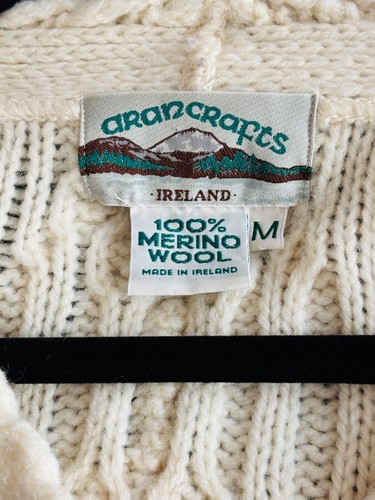 arancrafts
·IRELAND·
100%
MERINO
WOOL
M
MADE IN IRELAND